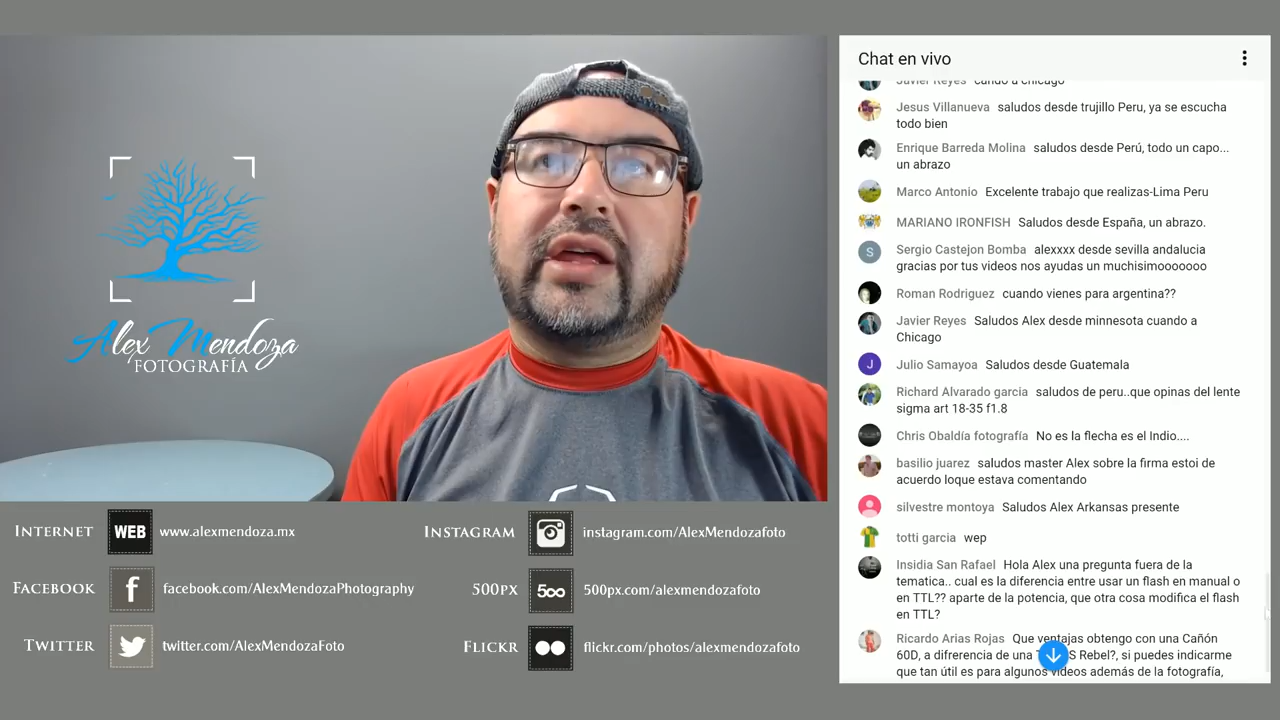 Alex Mendoza
FOTOGRAFÍA
INTERNET WEB www.alexmendoza.mx
FACEBOOK f facebook.com/AlexMendozaPhotography
TWITTER twitter.com/AlexMendozaFoto
INSTAGRAM instagram.com/AlexMendozafoto
500PX 500 500px.com/alexmendozafoto
FLICKR flickr.com/photos/alexmendozafoto
Chat en vivo
Javier Reyes cando a chicago
Jesus Villanueva saludos desde trujillo Peru, ya se escucha
todo bien
Enrique Barreda Molina saludos desde Perú, todo un capo...
un abrazo
Marco Antonio Excelente trabajo que realizas-Lima Peru
MARIANO IRONFISH Saludos desde España, un abrazo.
S Sergio Castejon Bomba alexxxx desde sevilla andalucia
gracias por tus videos nos ayudas un muchisimooooooo
Roman Rodriguez cuando vienes para argentina??
Javier Reyes Saludos Alex desde minnesota cuando a
Chicago
J Julio Samayoa Saludos desde Guatemala
Richard Alvarado garcia saludos de peru..que opinas del lente
sigma art 18-35 f1.8
Chris Obaldía fotografía No es la flecha es el Indio....
basilio juarez saludos master Alex sobre la firma estoi de
acuerdo loque estava comentando
silvestre montoya Saludos Alex Arkansas presente
totti garcia wep
Insidia San Rafael Hola Alex una pregunta fuera de la
tematica.. cual es la diferencia entre usar un flash en manual o
en TTL?? aparte de la potencia, que otra cosa modifica el flash
en TTL?
Ricardo Arias Rojas Que ventajas obtengo con una Cañón
60D, a difrerencia de una Rebel?, si puedes indicarme
que tan útil es para algunos videos además de la fotografía,